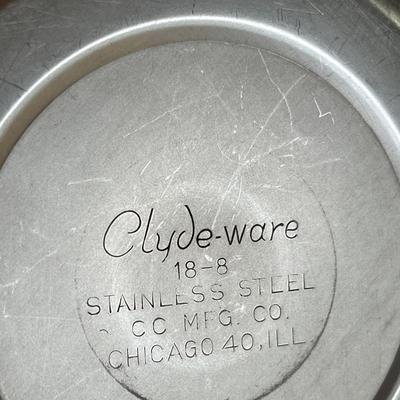 Clyde-ware
18-8
STAINLESS STEEL
CC MFG. CO.
CHICAGO 40, ILL